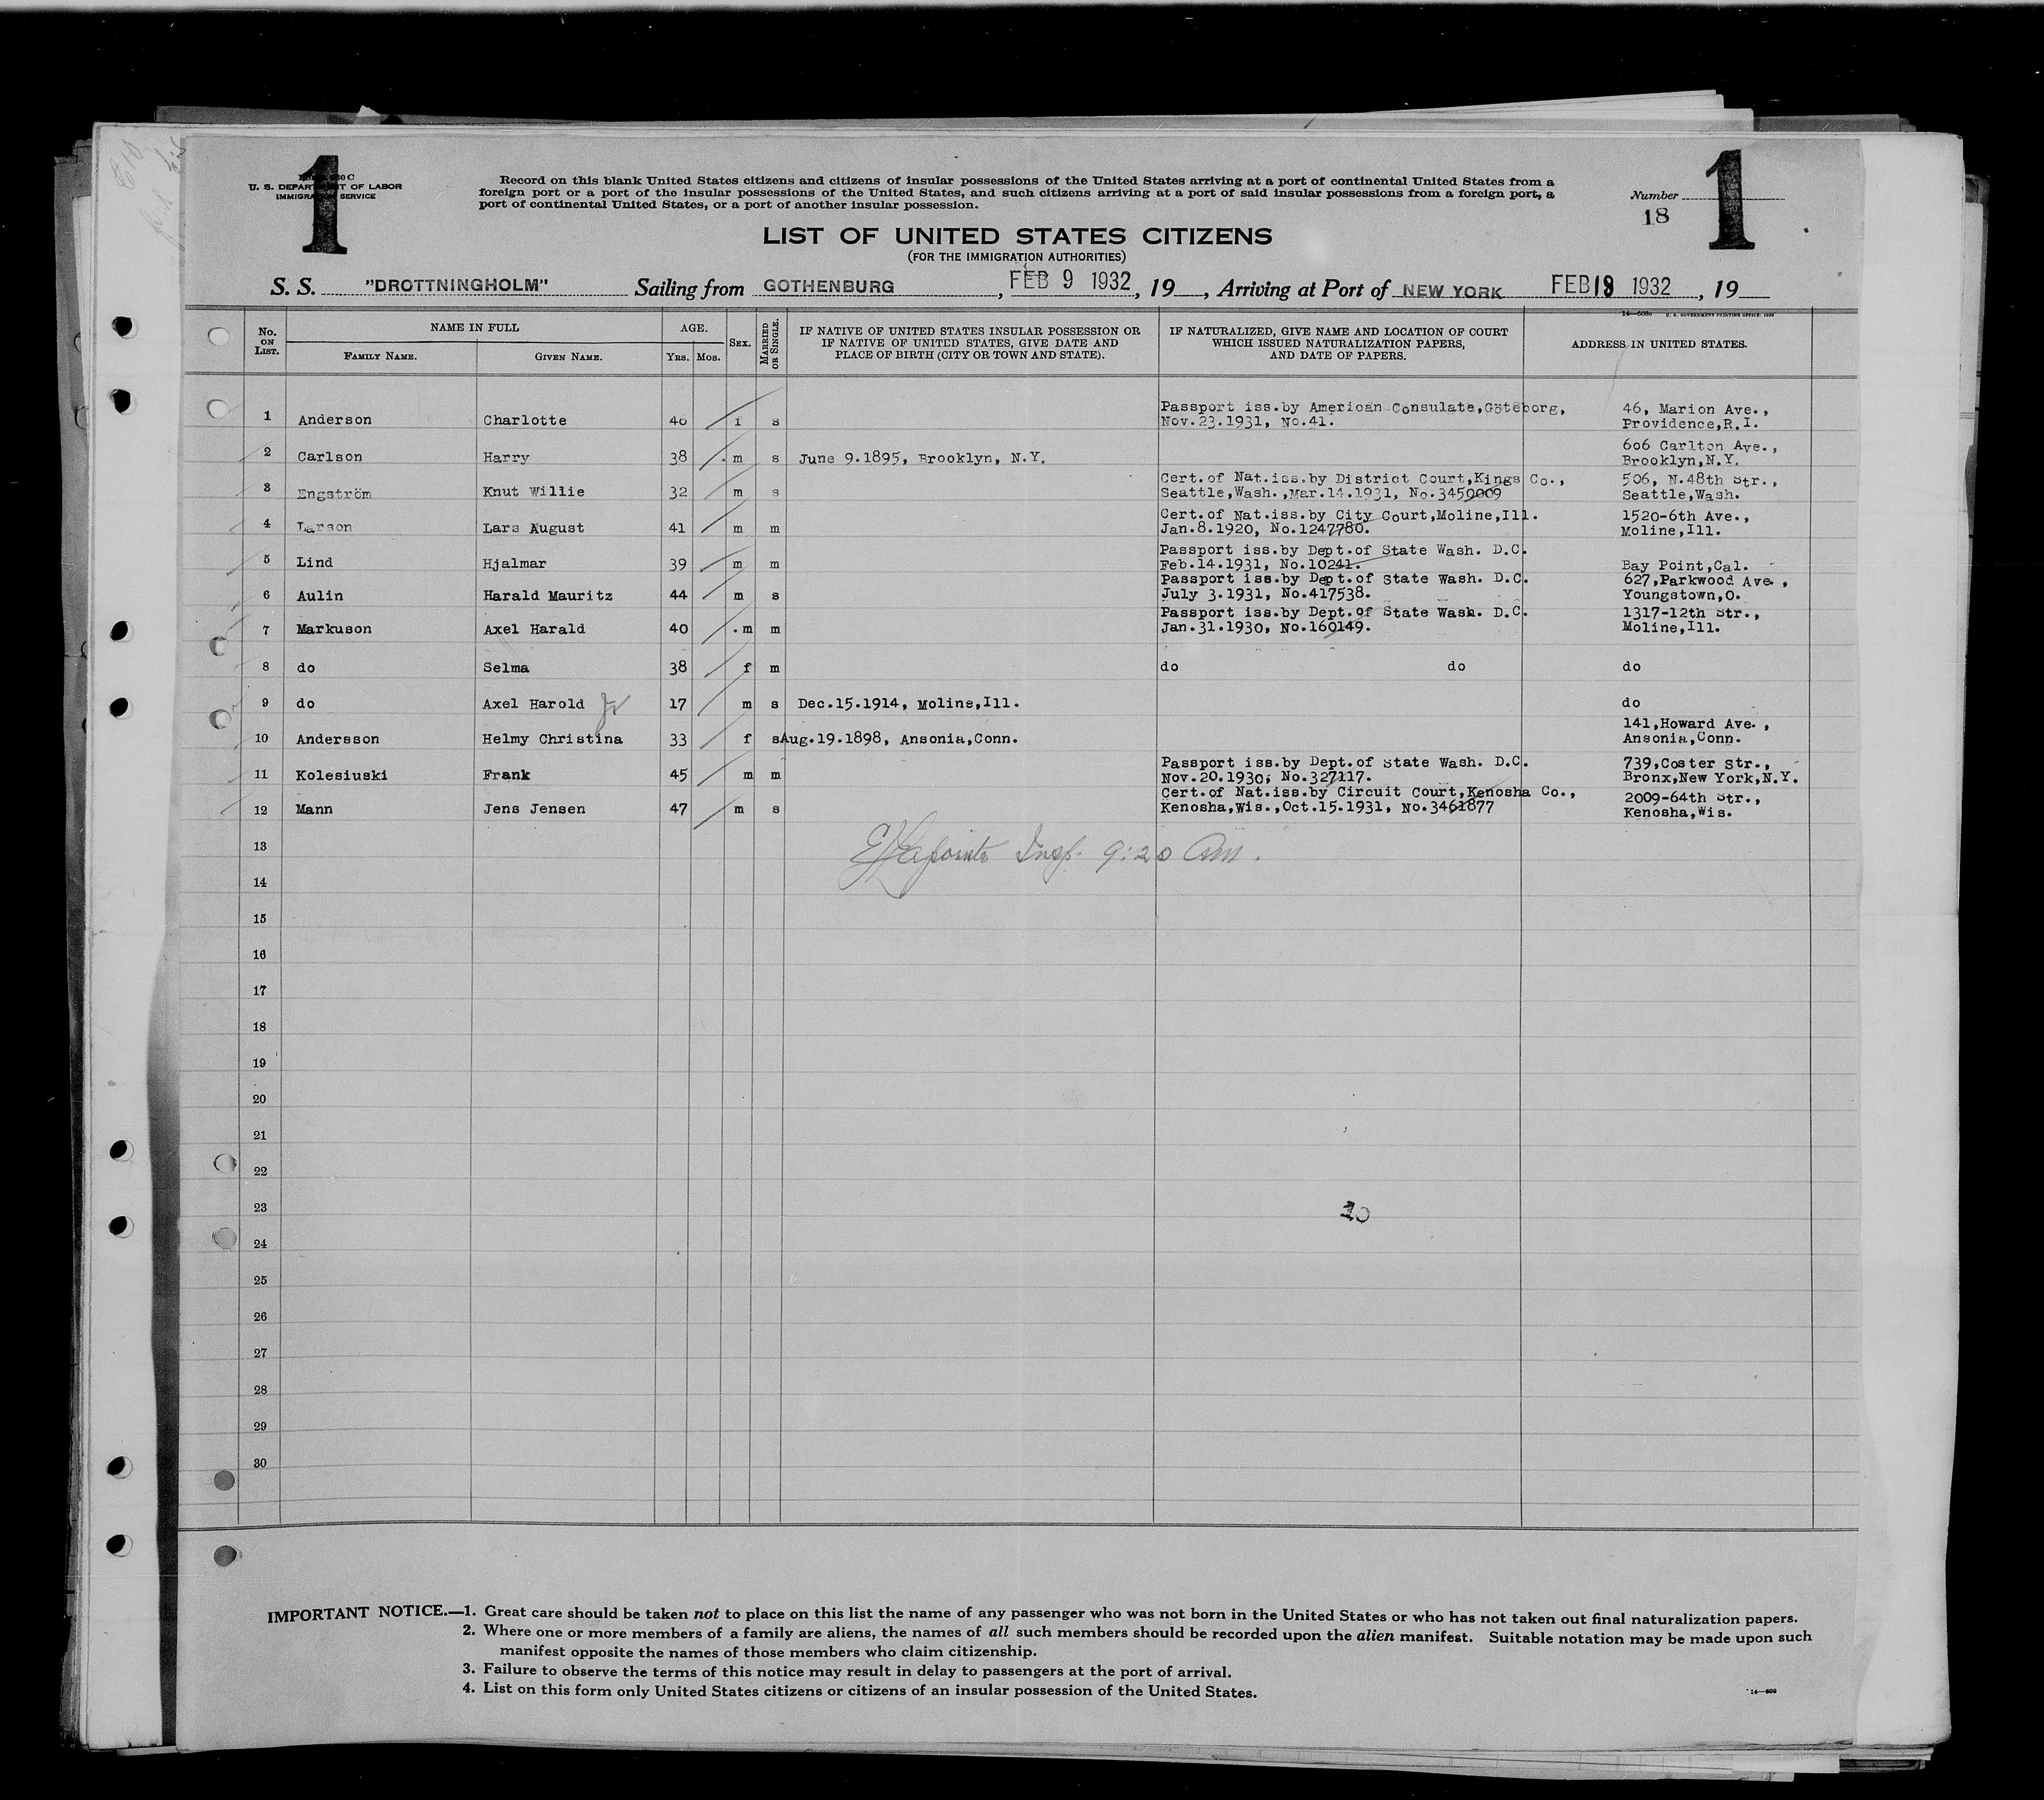 1
1
U. S. DEPARTMENT OF LABOR
IMMIGRATION SERVICE
Record on this blank United States citizens and citizens of insular possessions of the United States arriving at a port of continental United States from a
foreign port or a port of the insular possessions of the United States, and such citizens arriving at a port of said insular possessions from a foreign port, a
port of continental United States, or a port of another insular possession.
Number
18
LIST OF UNITED STATES CITIZENS
(FOR THE IMMIGRATION AUTHORITIES)
S. S. "DROTTNINGHOLM" Sailing from GOTHENBURG, FEB 9 1932, 19__, Arriving at Port of NEW YORK FEB 1932, 19__
No. ON LIST. NAME IN FULL AGE. SEX. MARRIED OR SINGLE. IF NATIVE OF UNITED STATES INSULAR POSSESSION OR IF NATIVE OF UNITED STATES, GIVE DATE AND PLACE OF BIRTH (CITY OR TOWN AND STATE). IF NATURALIZED, GIVE NAME AND LOCATION OF COURT WHICH ISSUED NATURALIZATION PAPERS, AND DATE OF PAPERS. ADDRESS IN UNITED STATES.
FAMILY NAME. GIVEN NAME. YRS. MOS.
Passport iss.by American Consulate,Göteborg, 46, Marion Ave.,
1 Anderson Charlotte 46 f s Nov.23.1931, No.41. Providence,R.I.
606 Carlton Ave.,
2 Carlson Harry 38 m s June 9.1895, Brooklyn, N.Y. Brooklyn,N.Y.
Cert.of Nat.iss.by District Court,Kings Co., 506, N.48th Str.,
3 Engström Knut Willie 32 m s Seattle,Wash.,Mar.14.1931, No.3459009 Seattle,Wash.
Cert.of Nat.iss.by City Court,Moline,Ill. 1520-6th Ave.,
4 Larson Lars August 41 m m Jan.8.1920, No.1247780. Moline,Ill.
Passport iss.by Dept.of State Wash. D.C.
5 Lind Hjalmar 39 m m Feb.14.1931, No.10241. Bay Point,Cal.
Passport iss.by Dept.of State Wash. D.C. 627,Parkwood Ave.,
6 Aulin Harald Mauritz 44 m s July 3.1931, No.417538. Youngstown,O.
Passport iss.by Dept.of State Wash. D.C. 1317-12th Str.,
7 Markuson Axel Harald 40 m m Jan.31.1930, No.160149. Moline,Ill.
8 do Selma 38 f m do do do
9 do Axel Harold Jr 17 m s Dec.15.1914, Moline,Ill. do
141,Howard Ave.,
10 Andersson Helmy Christina 33 f s Aug.19.1898, Ansonia,Conn. Ansonia,Conn.
Passport iss.by Dept.of State Wash. D.C. 739,Coster Str.,
11 Kolesiuski Frank 45 m m Nov.20.1930, No.327117. Bronx,New York,N.Y.
Cert.of Nat.iss.by Circuit Court,Kenosha Co., 2009-64th Str.,
12 Mann Jens Jensen 47 m s Kenosha,Wis.,Oct.15.1931, No.3461877 Kenosha,Wis.
13 Insp. 9:20 Am.
14
15
16
17
18
19
20
21
22
23
24
25
26
27
28
29
30
IMPORTANT NOTICE.—1. Great care should be taken not to place on this list the name of any passenger who was not born in the United States or who has not taken out final naturalization papers.
2. Where one or more members of a family are aliens, the names of all such members should be recorded upon the alien manifest. Suitable notation may be made upon such
manifest opposite the names of those members who claim citizenship.
3. Failure to observe the terms of this notice may result in delay to passengers at the port of arrival.
4. List on this form only United States citizens or citizens of an insular possession of the United States.